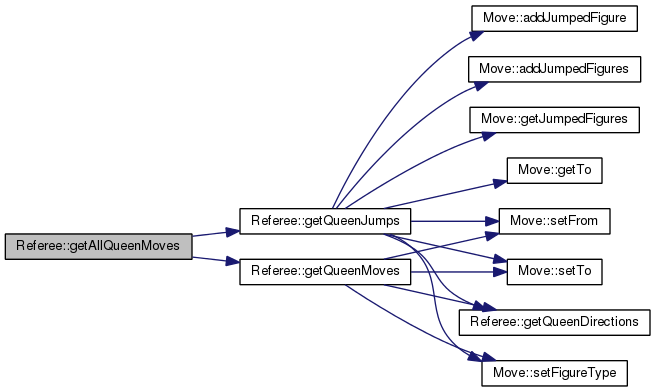 Move::addJumpedFigure
Move::addJumpedFigures
Move::getJumpedFigures
Move::getTo
Referee::getQueenJumps
Move::setFrom
Referee::getAllQueenMoves
Referee::getQueenMoves
Move::setTo
Referee::getQueenDirections
Move::setFigureType